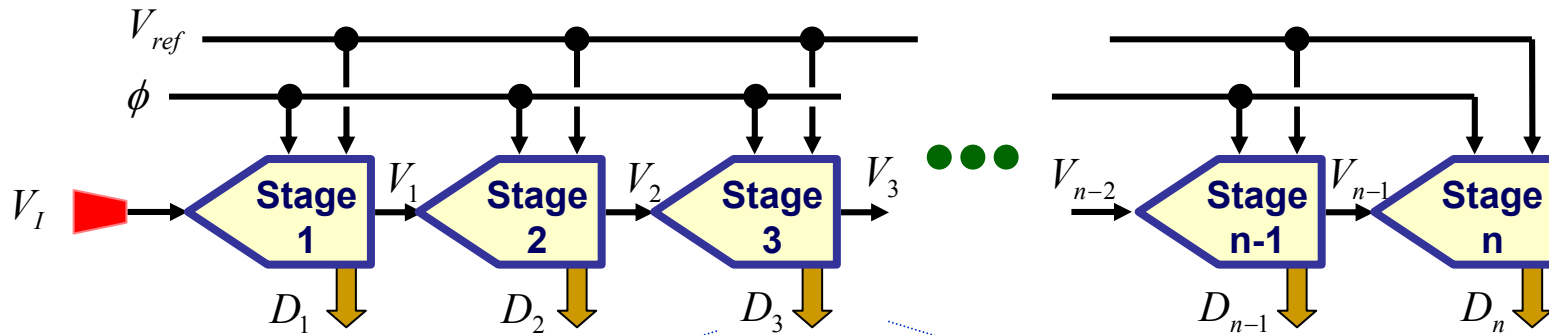 V_ref
ϕ
V_I
Stage 1
V_1
Stage 2
V_2
Stage 3
V_3
V_{n-2}
Stage n-1
V_{n-1}
Stage n
D_1
D_2
D_3
D_{n-1}
D_n